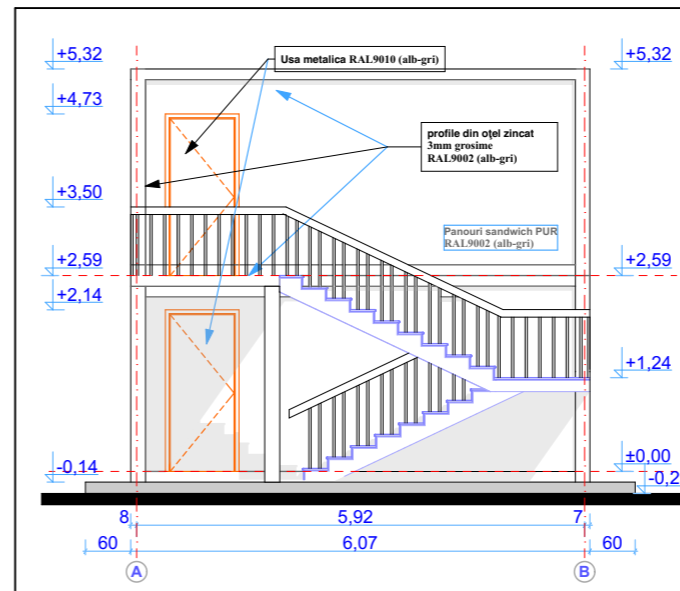 +5,32
+5,32
Usa metalica RAL9010 (alb-gri)
+4,73
profile din oţel zincat
3mm grosime
RAL9002 (alb-gri)
+3,50
Panouri sandwich PUR
RAL9002 (alb-gri)
+2,59
+2,59
+2,14
+1,24
-0,14
±0,00
-0,2
8
5,92
7
60
6,07
60
A
B